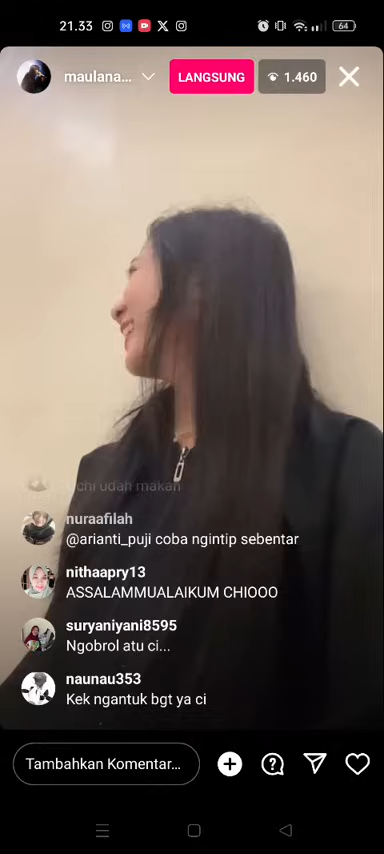 21.33
64
maulana...
LANGSUNG
1.460
chi udah makan
nuraafilah
@arianti_puji coba ngintip sebentar
nithaapry13
ASSALAMMUALAIKUM CHIOOO
suryaniyani8595
Ngobrol atu ci...
naunau353
Kek ngantuk bgt ya ci
Tambahkan Komentar...